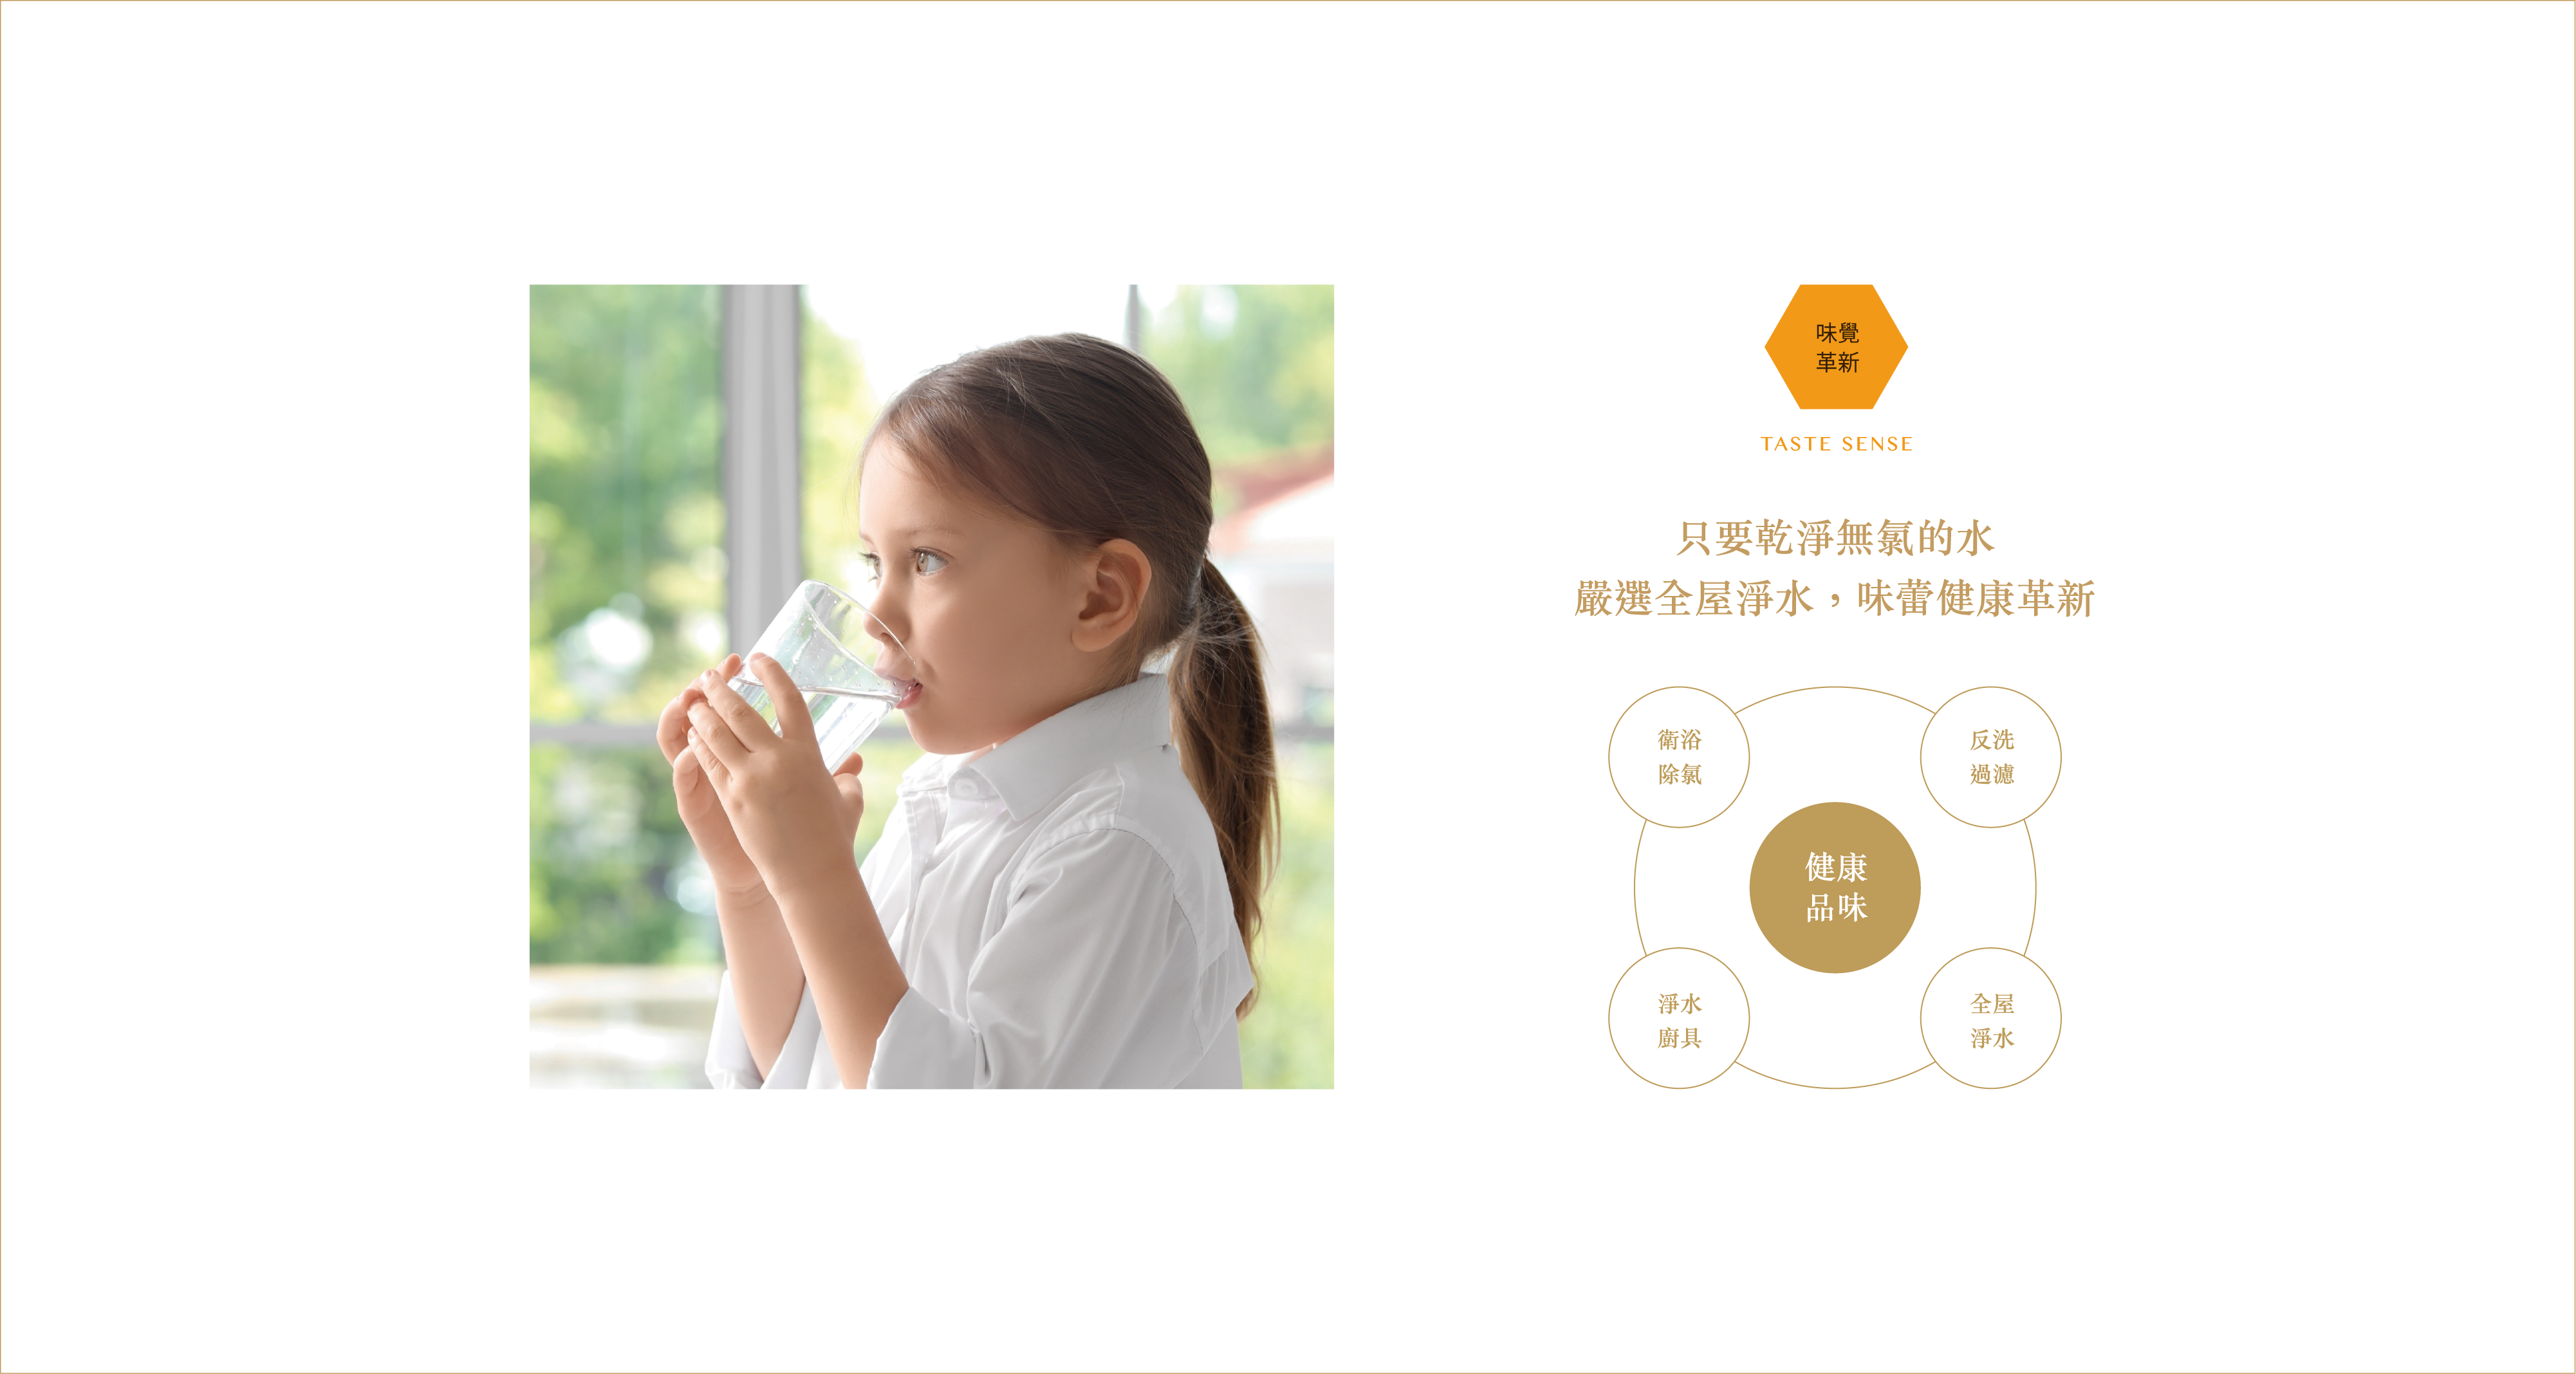 味覺
革新
TASTE SENSE
只要乾淨無氯的水
嚴選全屋淨水，味蕾健康革新
衛浴
除氯
反洗
過濾
健康
品味
淨水
廚具
全屋
淨水